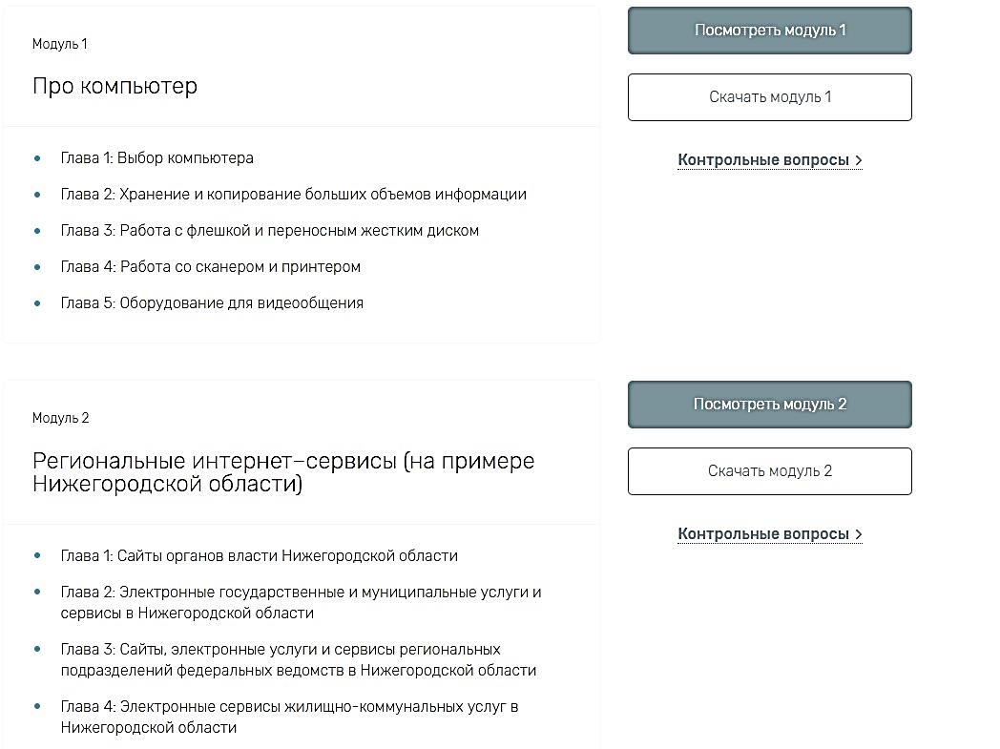 Модуль 1
Про компьютер
Глава 1: Выбор компьютера
Глава 2: Хранение и копирование больших объемов информации
Глава 3: Работа с флешкой и переносным жестким диском
Глава 4: Работа со сканером и принтером
Глава 5: Оборудование для видеообщения
Посмотреть модуль 1
Скачать модуль 1
Контрольные вопросы >
Модуль 2
Региональные интернет–сервисы (на примере
Нижегородской области)
Глава 1: Сайты органов власти Нижегородской области
Глава 2: Электронные государственные и муниципальные услуги и
сервисы в Нижегородской области
Глава 3: Сайты, электронные услуги и сервисы региональных
подразделений федеральных ведомств в Нижегородской области
Глава 4: Электронные сервисы жилищно-коммунальных услуг в
Нижегородской области
Посмотреть модуль 2
Скачать модуль 2
Контрольные вопросы >